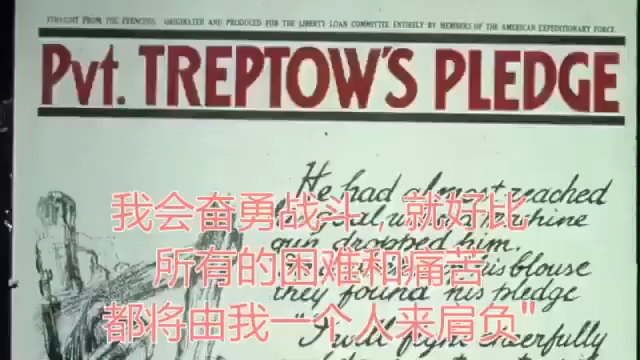 STRAIGHT FROM THE TRENCHES ORIGINATED AND PRODUCED FOR THE LIBERTY LOAN COMMITTEE ENTIRELY BY MEMBERS OF THE AMERICAN EXPEDITIONARY FORCE.
Pvt. TREPTOW'S PLEDGE
He had almost reached
goal when a machine
gun dropped him.
his blouse
they found his pledge
"I will fight cheerfully
我会奋勇战斗，就好比
所有的困难和痛苦
都将由我一个人来肩负"